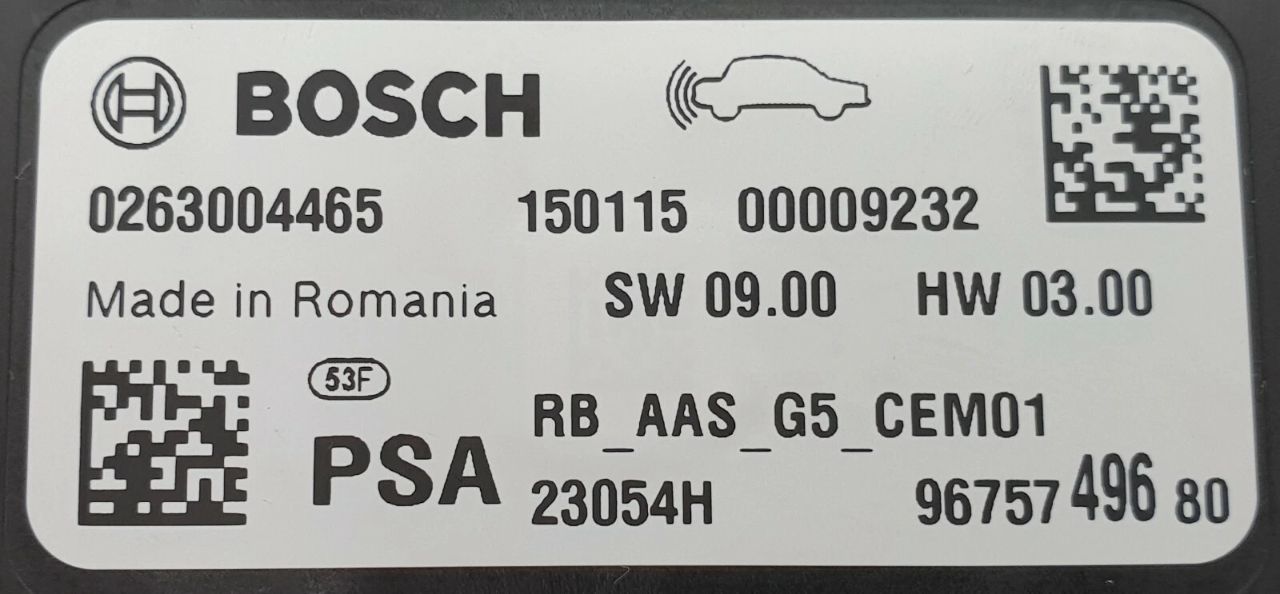 BOSCH
0263004465 150115 00009232
Made in Romania SW 09.00 HW 03.00
53F
RB_AAS_G5_CEM01
PSA
23054H 96757 496 80